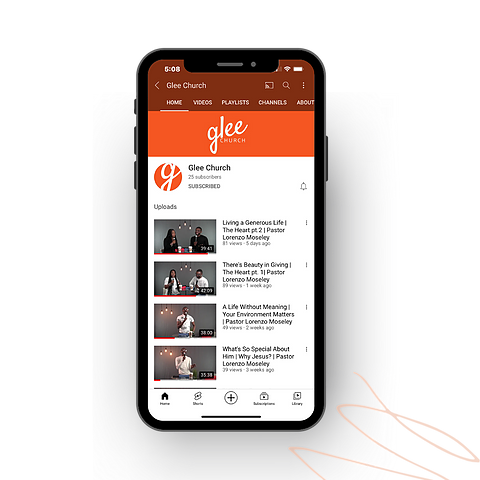 5:08
Glee Church
HOME VIDEOS PLAYLISTS CHANNELS ABOUT
glee
CHURCH
g
Glee Church
25 subscribers
SUBSCRIBED
Uploads
Living a Generous Life |
The Heart pt.2 | Pastor
Lorenzo Moseley
81 views · 5 days ago
39:41
There's Beauty in Giving |
The Heart pt. 1| Pastor
Lorenzo Moseley
89 views · 1 week ago
42:09
A Life Without Meaning |
Your Environment Matters
| Pastor Lorenzo Moseley
49 views · 2 weeks ago
38:00
What's So Special About
Him | Why Jesus? | Pastor
Lorenzo Moseley
39 views · 3 weeks ago
35:38
Home Shorts Subscriptions Library